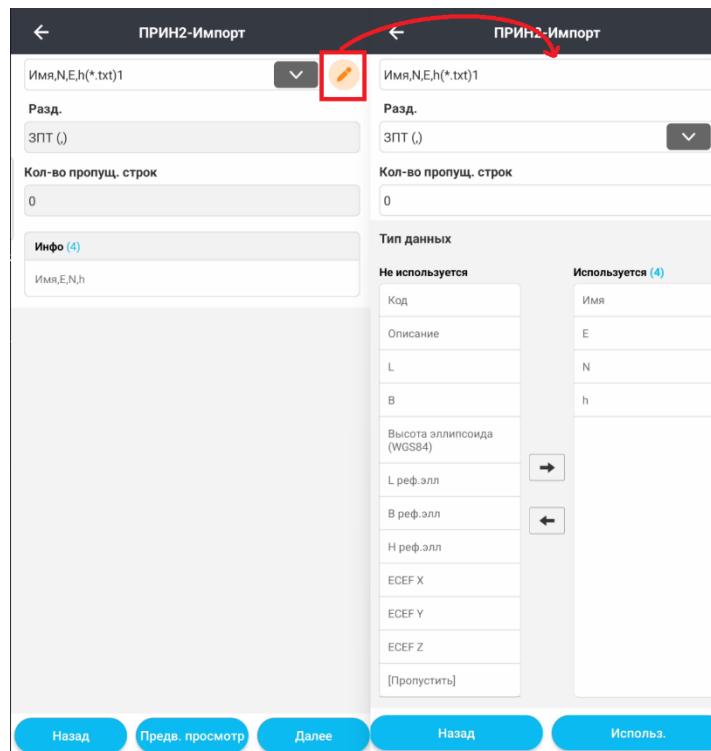 ПРИН2-Импорт
Имя,N,E,h(*.txt)1
Разд.
ЗПТ (,)
Кол-во пропущ. строк
0
Инфо (4)
Имя,E,N,h
Назад
Предв. просмотр
Далее
ПРИН2-Импорт
Имя,N,E,h(*.txt)1
Разд.
ЗПТ (,)
Кол-во пропущ. строк
0
Тип данных
Не используется
Код
Описание
L
B
Высота эллипсоида
(WGS84)
L реф.элл
B реф.элл
H реф.элл
ECEF X
ECEF Y
ECEF Z
[Пропустить]
Используется (4)
Имя
E
N
h
Назад
Использ.